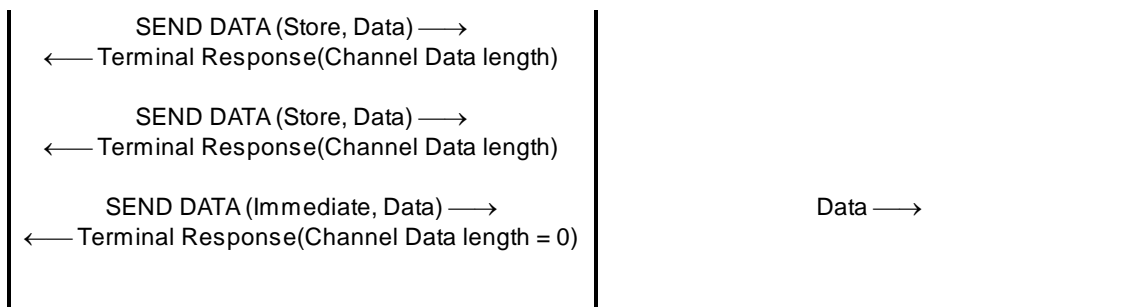 SEND DATA (Store, Data) ⟶
⟵ Terminal Response(Channel Data length)
SEND DATA (Store, Data) ⟶
⟵ Terminal Response(Channel Data length)
SEND DATA (Immediate, Data) ⟶
Data ⟶
⟵ Terminal Response(Channel Data length = 0)